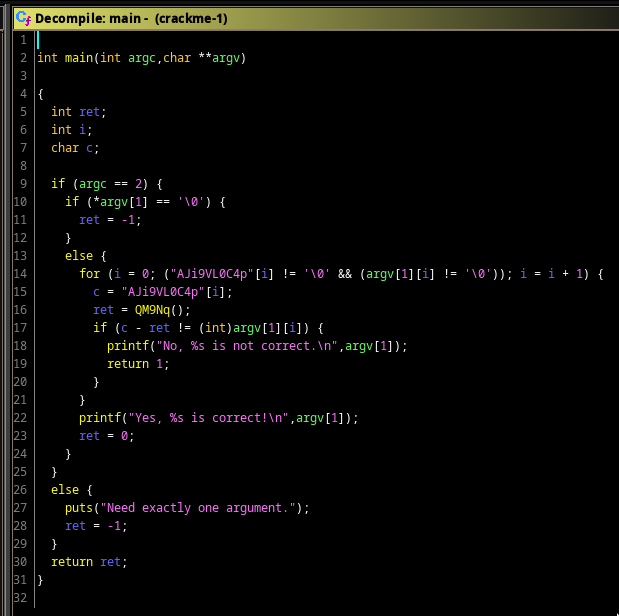 Decompile: main - (crackme-1)
1
2 int main(int argc,char **argv)
3
4 {
5   int ret;
6   int i;
7   char c;
8
9   if (argc == 2) {
10     if (*argv[1] == '\0') {
11       ret = -1;
12     }
13     else {
14       for (i = 0; ("AJi9VL0C4p"[i] != '\0' && (argv[1][i] != '\0')); i = i + 1) {
15         c = "AJi9VL0C4p"[i];
16         ret = QM9Nq();
17         if (c - ret != (int)argv[1][i]) {
18           printf("No, %s is not correct.\n",argv[1]);
19           return 1;
20         }
21       }
22       printf("Yes, %s is correct!\n",argv[1]);
23       ret = 0;
24     }
25   }
26   else {
27     puts("Need exactly one argument.");
28     ret = -1;
29   }
30   return ret;
31 }
32